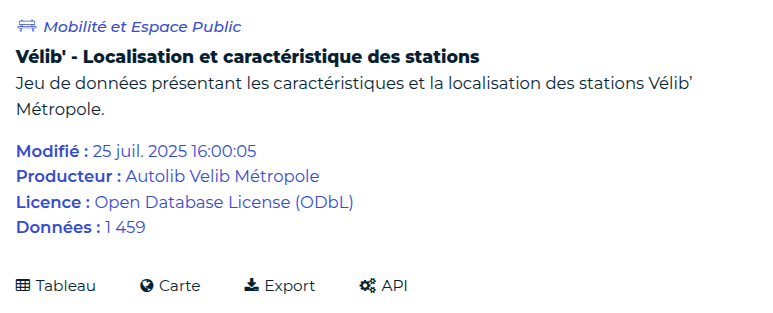 Mobilité et Espace Public
Vélib' - Localisation et caractéristique des stations
Jeu de données présentant les caractéristiques et la localisation des stations Vélib’
Métropole.
Modifié : 25 juil. 2025 16:00:05
Producteur : Autolib Velib Métropole
Licence : Open Database License (ODbL)
Données : 1 459
Tableau Carte Export API